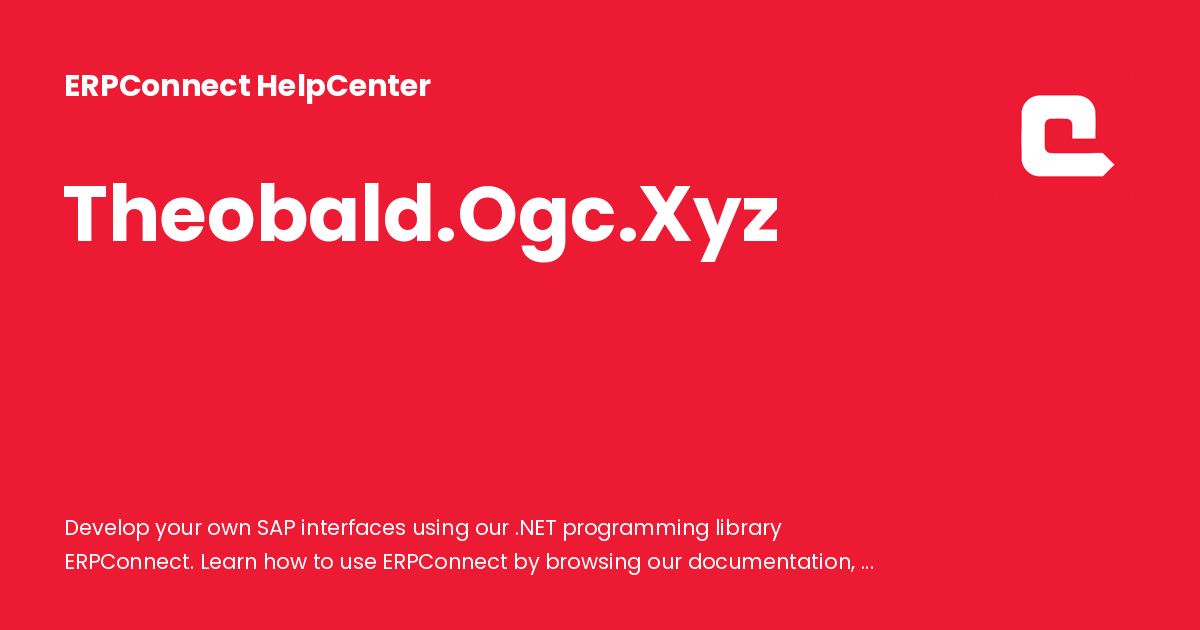 ERPConnect HelpCenter
Theobald.Ogc.Xyz
Develop your own SAP interfaces using our .NET programming library
ERPConnect. Learn how to use ERPConnect by browsing our documentation, ...